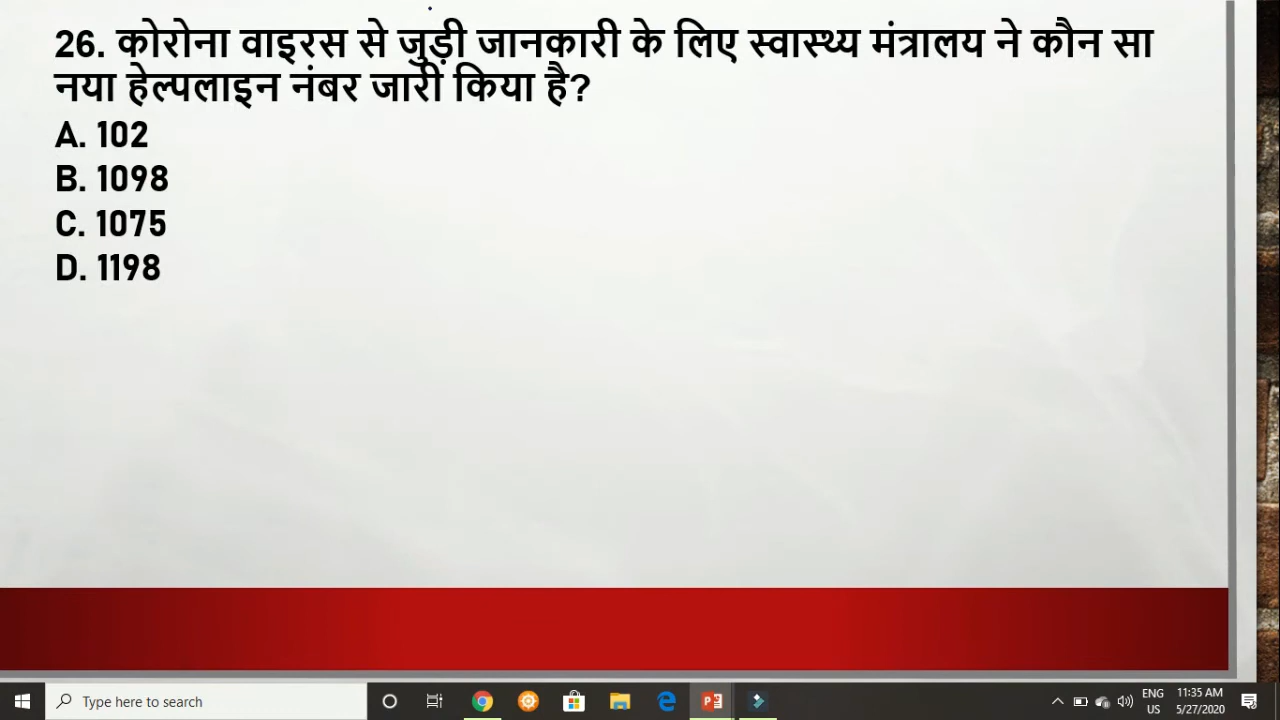 26. कोरोना वाइरस से जुड़ी जानकारी के लिए स्वास्थ्य मंत्रालय ने कौन सा
नया हेल्पलाइन नंबर जारी किया है?
A. 102
B. 1098
C. 1075
D. 1198
Type here to search
ENG
US
11:35 AM
5/27/2020